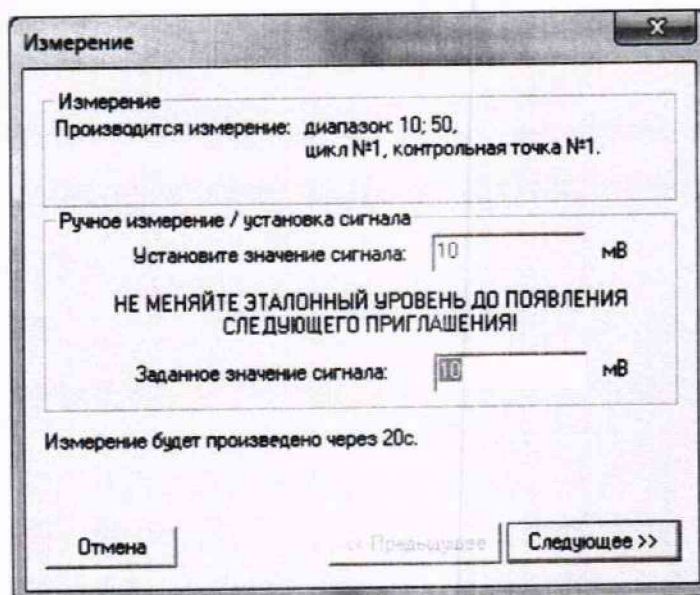 Измерение
Измерение
Производится измерение: диапазон: 10; 50,
цикл №1, контрольная точка №1.
Ручное измерение / установка сигнала
Установите значение сигнала: 10 мВ
НЕ МЕНЯЙТЕ ЭТАЛОННЫЙ УРОВЕНЬ ДО ПОЯВЛЕНИЯ
СЛЕДУЮЩЕГО ПРИГЛАШЕНИЯ!
Заданное значение сигнала: 10 мВ
Измерение будет произведено через 20с.
Отмена << Предыдущее Следующее >>